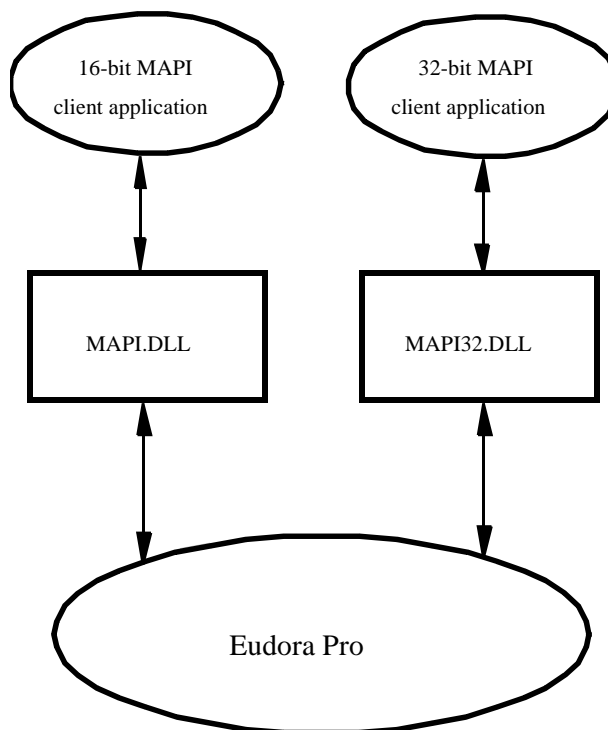 16-bit MAPI
client application
32-bit MAPI
client application
MAPI.DLL
MAPI32.DLL
Eudora Pro